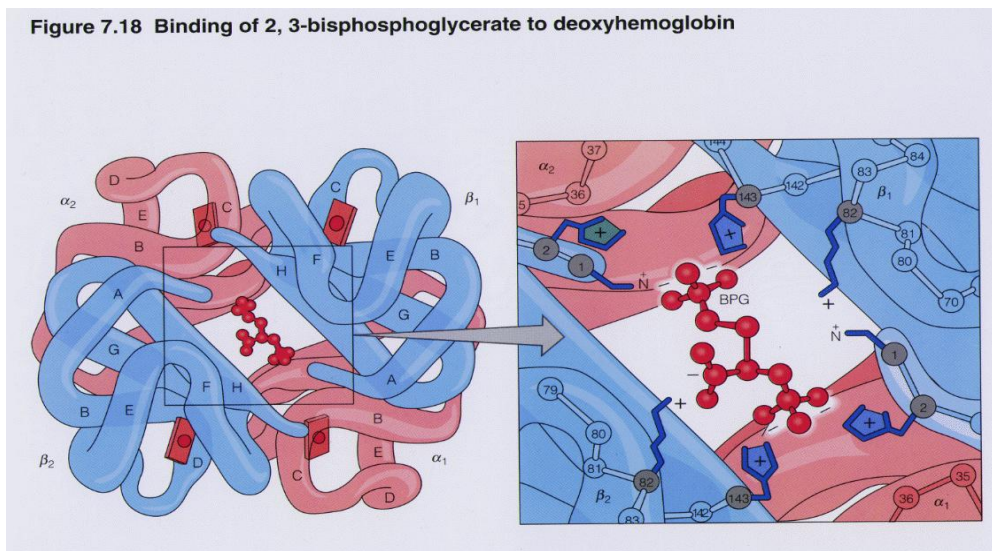 Figure 7.18 Binding of 2, 3-bisphosphoglycerate to deoxyhemoglobin
D
C
α2
E
B
C
β1
F
E
B
H
A
G
G
A
F
H
B
E
B
D
β2
C
E
D
α1
37
α2
36
5
144
143
142
84
83
β1
82
81
80
70
+
+
2
1
N
+
BPG
+
N
+
1
−
2
+
+
+
79
80
81
82
β2
83
142
143
36
35
α1